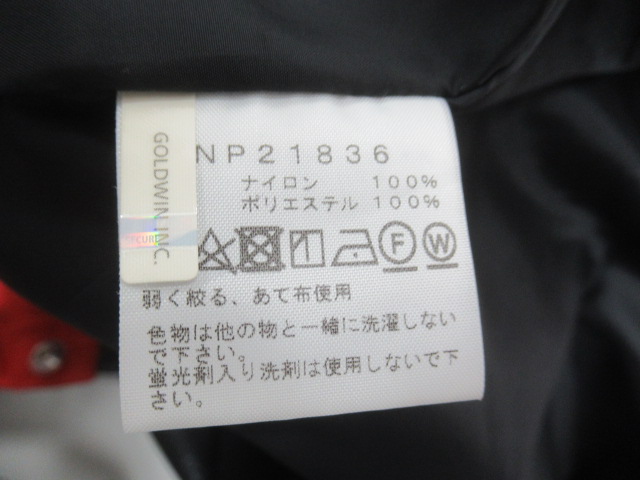 GOLDWIN INC.
NP21836
ナイロン 100%
ポリエステル 100%
F W
弱く絞る、あて布使用
色物は他の物と一緒に洗濯しない
で下さい。
蛍光剤入り洗剤は使用しないで下
さい。